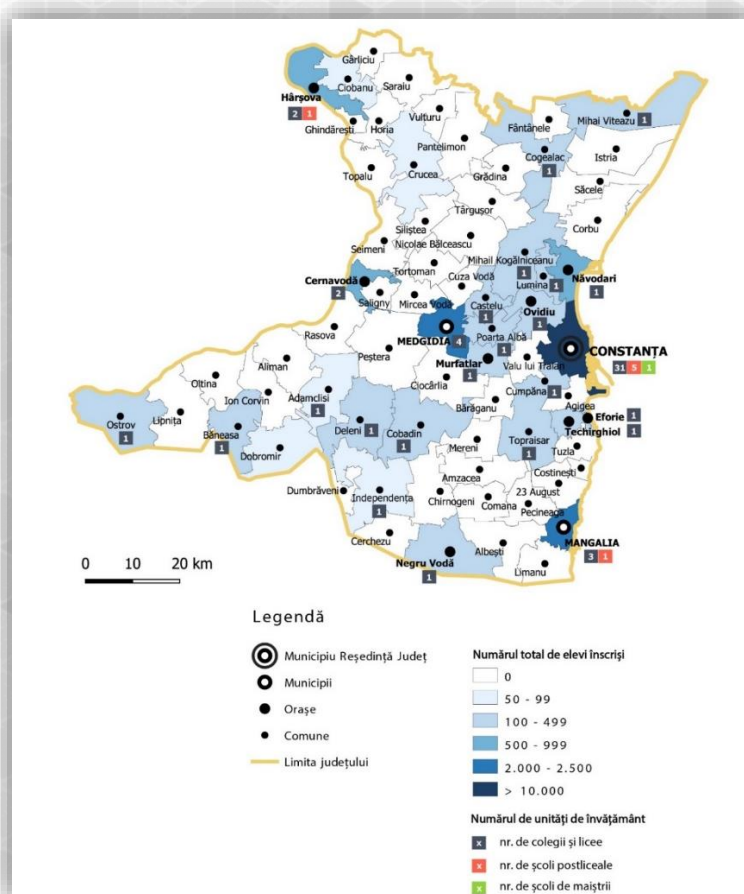 Gârliciu
Ciobanu
Saraiu
Hârșova
2 1
Ghindărești
Horia
Vulturu
Pantelimon
Fântânele
Mihai Viteazu 1
Cogealac
1
Istria
Topalu
Crucea
Grădina
Săcele
Târgușor
Corbu
Siliștea
Nicolae Bălcescu
Seimeni
Mihail Kogălniceanu
1
Tortoman
Cuza Vodă
Lumina 1
Năvodari
1
Cernavodă
2
Saligny
Mircea Vodă
Castelu
1
Ovidiu
1
MEDGIDIA 4
Poarta Albă
1
CONSTANȚA
31 5 1
Rasova
Peștera
Murfatlar
1
Valu lui Traian
Aliman
Ciocârlia
Cumpăna 1
Oltina
Ion Corvin
Adamclisi
1
Bărăganu
Agigea
Eforie 1
Ostrov
1
Lipnița
Băneasa
1
Deleni 1
Cobadin
1
Topraisar
1
Techirghiol 1
Dobromir
Mereni
Tuzla
Costinești
Amzacea
Dumbrăveni
Independența
1
Chirnogeni
Comana
23 August
Pecineaga
Cerchezu
Negru Vodă
1
Albești
MANGALIA
3 1
Limanu
0 10 20 km
Legendă
Municipiu Reședință Județ
Municipii
Orașe
Comune
Limita județului
Numărul total de elevi înscriși
0
50 - 99
100 - 499
500 - 999
2.000 - 2.500
> 10.000
Numărul de unități de învățământ
x nr. de colegii și licee
x nr. de școli postliceale
x nr. de școli de maiștrii